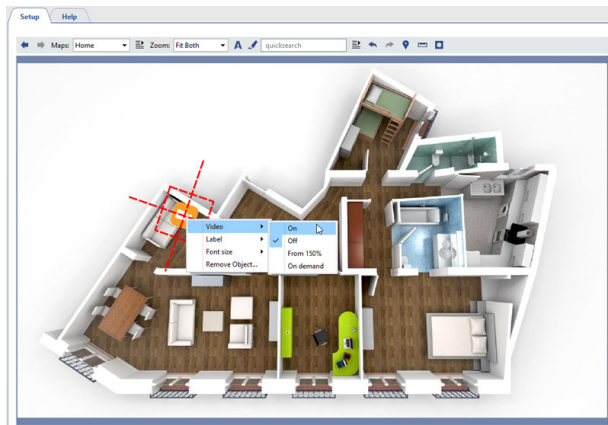 Setup Help
Maps: Home Zoom: Fit Both A quicksearch
Video On
Label Off
Font size From 150%
Remove Object... On demand